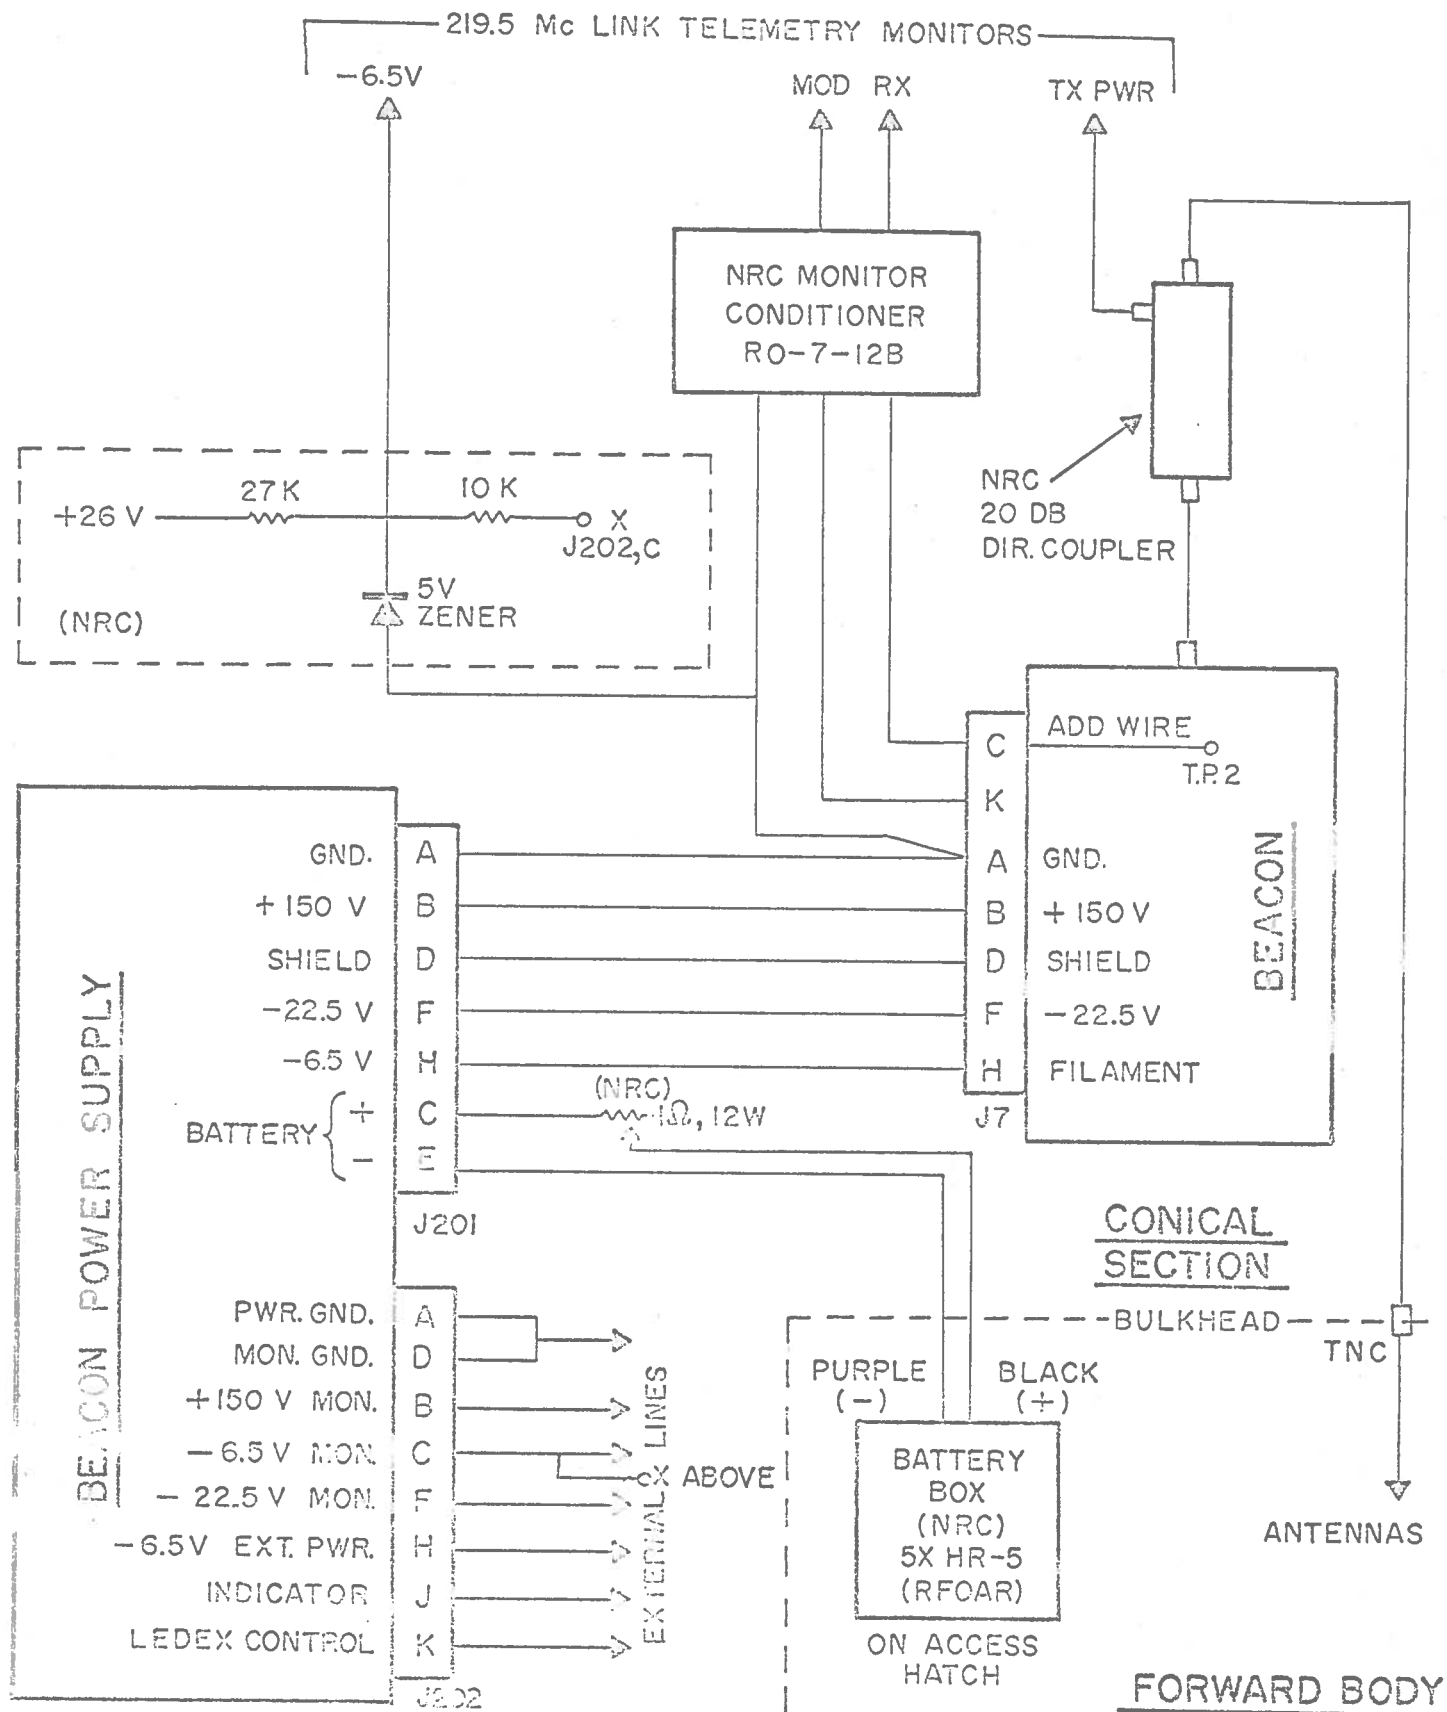 219.5 Mc LINK TELEMETRY MONITORS
-6.5V
MOD RX
TX PWR
NRC MONITOR
CONDITIONER
RO-7-12B
NRC
20 DB
DIR. COUPLER
27 K
10 K
+26 V
X
J202,C
5V
ZENER
(NRC)
C
ADD WIRE
T.P.2
K
A
GND.
B
+150 V
D
SHIELD
F
-22.5 V
H
FILAMENT
J7
BEACON
GND.
A
+150 V
B
SHIELD
D
-22.5 V
F
-6.5 V
H
BATTERY
+
C
-
E
(NRC)
1Ω, 12W
J201
BEACON POWER SUPPLY
PWR. GND.
A
MON. GND.
D
+150 V MON.
B
-6.5 V MON.
C
- 22.5 V MON.
F
-6.5V EXT. PWR.
H
INDICATOR
J
LEDEX CONTROL
K
J202
EXTERNAL LINES
X ABOVE
CONICAL
SECTION
BULKHEAD
TNC
PURPLE
(-)
BLACK
(+)
BATTERY
BOX
(NRC)
5X HR-5
(RFOAR)
ON ACCESS
HATCH
ANTENNAS
FORWARD BODY